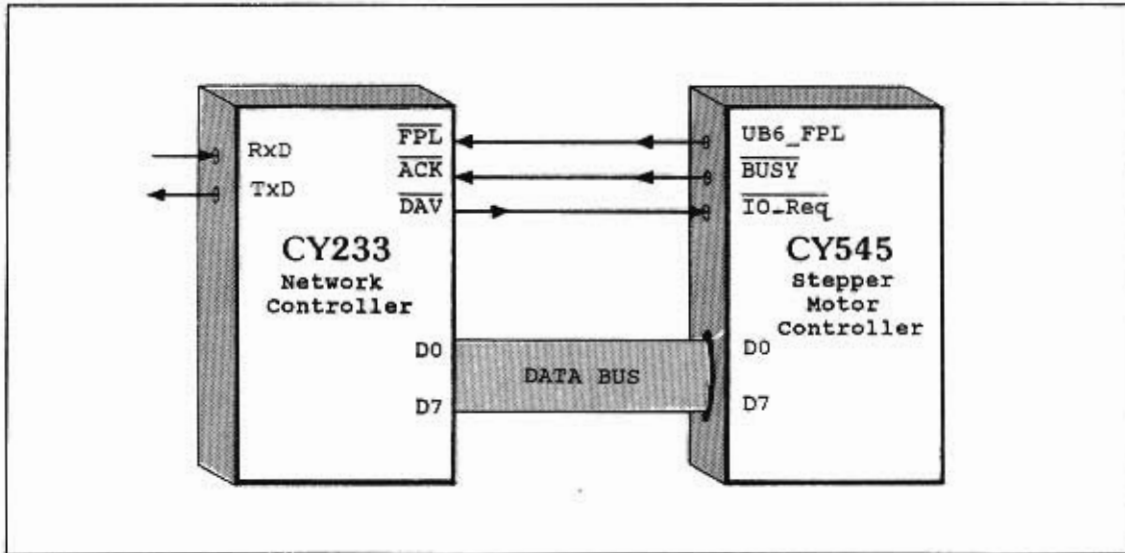 RxD
TxD
FPL
ACK
DAV
CY233
Network
Controller
D0
D7
DATA BUS
UB6_FPL
BUSY
IO_Req
CY545
Stepper
Motor
Controller
D0
D7